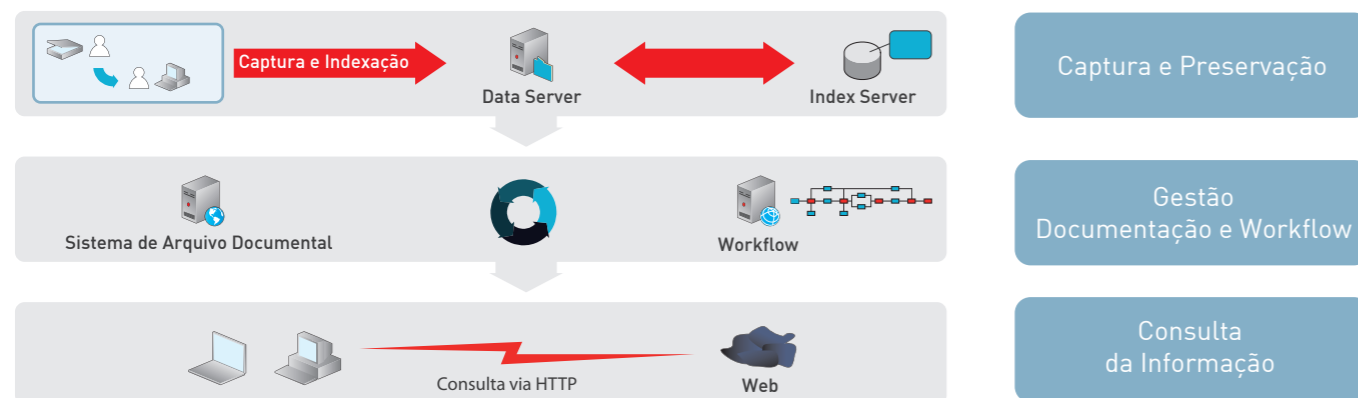 Captura e Indexação
Data Server
Index Server
Captura e Preservação
Sistema de Arquivo Documental
Workflow
Gestão
Documentação e Workflow
Consulta via HTTP
Web
Consulta
da Informação